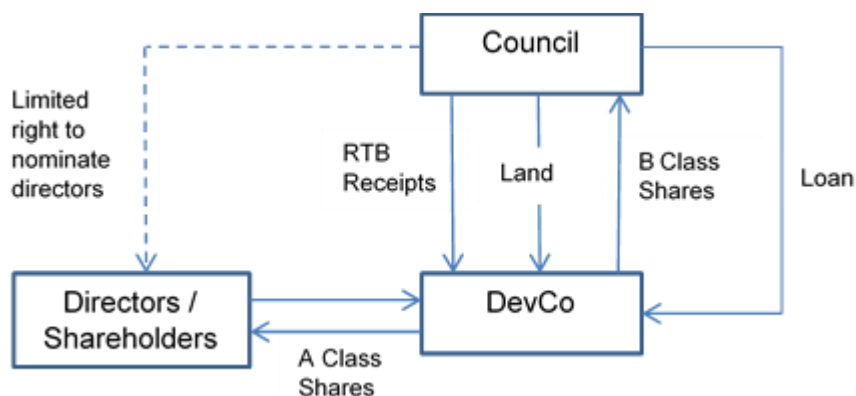 Council
Limited
right to
nominate
directors
RTB
Receipts
Land
B Class
Shares
Loan
Directors /
Shareholders
DevCo
A Class
Shares